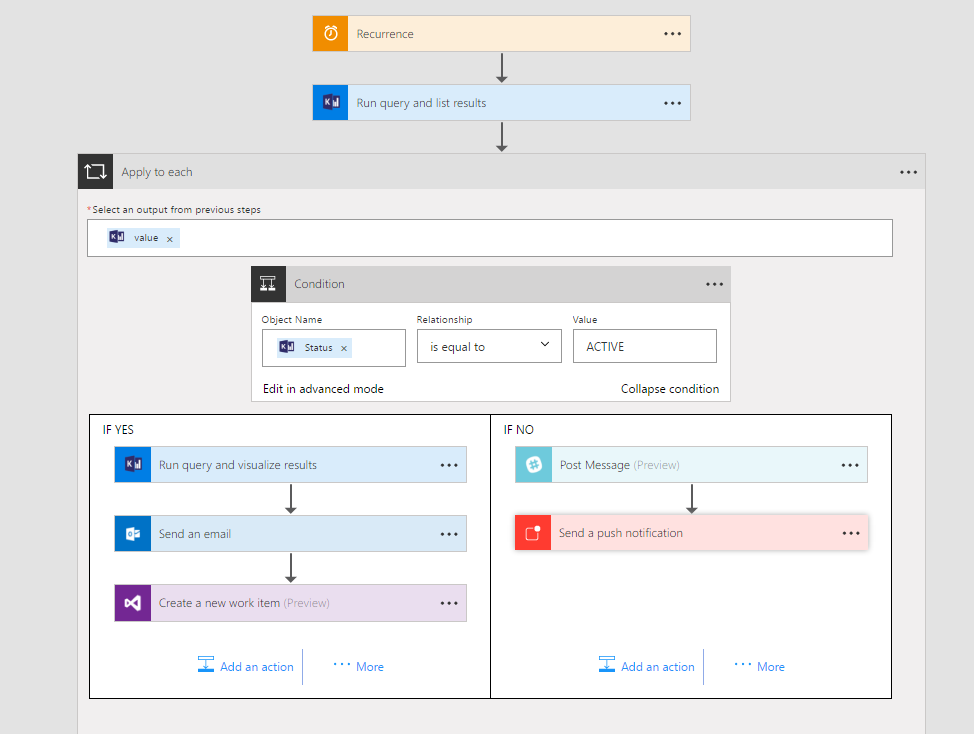 Recurrence
Run query and list results
Apply to each
*Select an output from previous steps
value ×
Condition
Object Name Relationship Value
Status × is equal to ACTIVE
Edit in advanced mode Collapse condition
IF YES
Run query and visualize results
Send an email
Create a new work item (Preview)
Add an action ··· More
IF NO
Post Message (Preview)
Send a push notification
Add an action ··· More